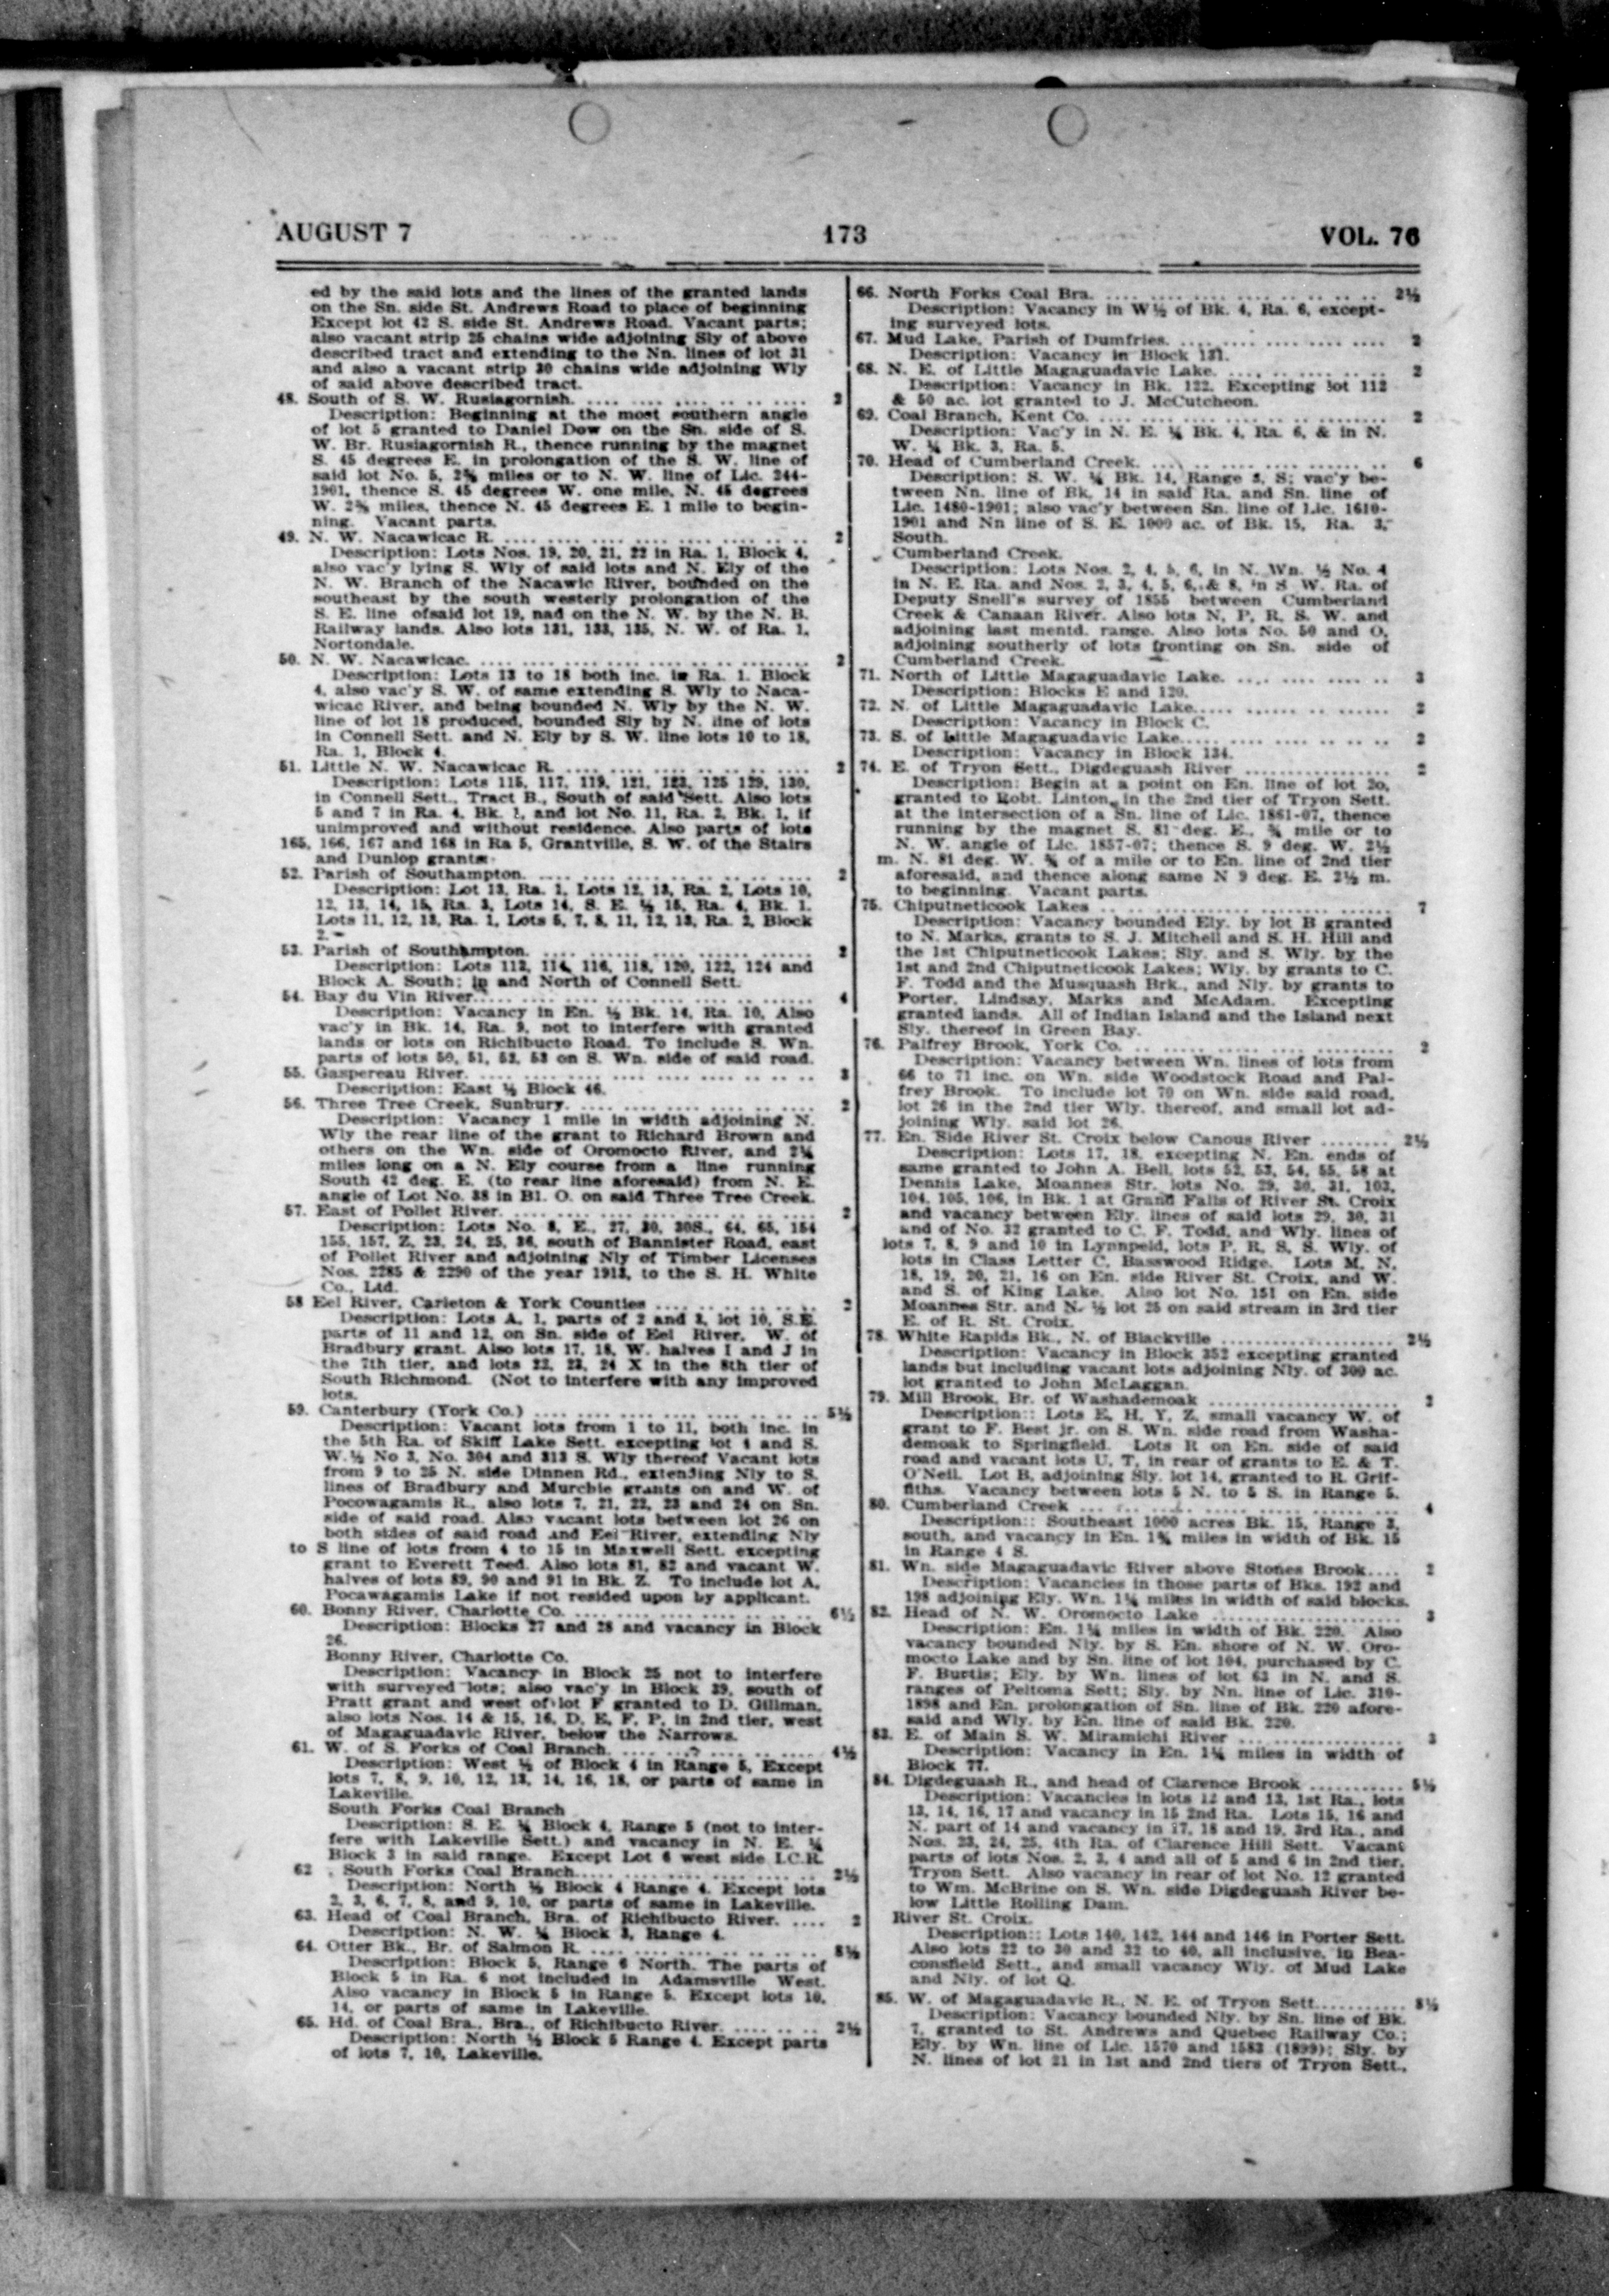 AUGUST 7 173 VOL. 76
ed by the said lots and the lines of the granted lands
on the Sn. side St. Andrews Road to place of beginning
Except lot 42 S. side St. Andrews Road. Vacant parts;
also vacant strip 25 chains wide adjoining Sly of above
described tract and extending to the Nn. lines of lot 31
and also a vacant strip 30 chains wide adjoining Wly
of said above described tract.
48. South of S. W. Rusiagornish. .... .... .... .... .. .. .... 2
Description: Beginning at the most southern angle
of lot 5 granted to Daniel Dow on the Sn. side of S.
W. Br. Rusiagornish R., thence running by the magnet
S. 45 degrees E. in prolongation of the S. W. line of
said lot No. 5, 2¾ miles or to N. W. line of Lic. 244-
1901, thence S. 45 degrees W. one mile, N. 45 degrees
W. 2¾ miles, thence N. 45 degrees E. 1 mile to begin-
ning. Vacant parts.
49. N. W. Nacawicac R. .... .... .... .... .... .... .. .. .. 2
Description: Lots Nos. 19, 20, 21, 22 in Ra. 1, Block 4,
also vac'y lying S. Wly of said lots and N. Ely of the
N. W. Branch of the Nacawic River, bounded on the
southeast by the south westerly prolongation of the
S. E. line ofsaid lot 19, nad on the N. W. by the N. B.
Railway lands. Also lots 131, 133, 135, N. W. of Ra. 1,
Nortondale.
50. N. W. Nacawicac. .... .... .... .... .... .. .. ........ 2
Description: Lots 13 to 18 both inc. in Ra. 1. Block
4, also vac'y S. W. of same extending S. Wly to Naca-
wicac River, and being bounded N. Wly by the N. W.
line of lot 18 produced, bounded Sly by N. line of lots
in Connell Sett. and N. Ely by S. W. line lots 10 to 18,
Ra. 1, Block 4.
51. Little N. W. Nacawicac R. .... .... .... .. .. .. .. .... 2
Description: Lots 115, 117, 119, 121, 123, 125 129, 130,
in Connell Sett., Tract B., South of said Sett. Also lots
5 and 7 in Ra. 4, Bk. 1, and lot No. 11, Ra. 2, Bk. 1, if
unimproved and without residence. Also parts of lots
165, 166, 167 and 168 in Ra 5, Grantville, S. W. of the Stairs
and Dunlop grants.
52. Parish of Southampton. .... .... .... .. .. .. .. .. .. 2
Description: Lot 13, Ra. 1, Lots 12, 13, Ra. 2, Lots 10,
12, 13, 14, 15, Ra. 3, Lots 14, S. E. ½ 15, Ra. 4, Bk. 1.
Lots 11, 12, 13, Ra. 1, Lots 5, 7, 8, 11, 12, 13, Ra. 2, Block
2.
53. Parish of Southampton. .... .... .... .... .. .. ...... 2
Description: Lots 112, 114, 116, 118, 120, 122, 124 and
Block A. South; in and North of Connell Sett.
54. Bay du Vin River..... .... .... .... .... .... .. .. ...... 4
Description: Vacancy in En. ½ Bk. 14, Ra. 10, Also
vac'y in Bk. 14, Ra. 9, not to interfere with granted
lands or lots on Richibucto Road. To include S. Wn.
parts of lots 50, 51, 52, 53 on S. Wn. side of said road.
55. Gaspereau River. .... .... .... .... .... .... .... .. .. .. 3
Description: East ½ Block 46.
56. Three Tree Creek, Sunbury. .... .... .... .... .... .... 2
Description: Vacancy 1 mile in width adjoining N.
Wly the rear line of the grant to Richard Brown and
others on the Wn. side of Oromocto River, and 2¼
miles long on a N. Ely course from a line running
South 42 deg. E. (to rear line aforesaid) from N. E.
angle of Lot No. 38 in Bl. O. on said Three Tree Creek.
57. East of Pollet River. .... .... .... .... .. .. .. .. .... 2
Description: Lots No. 8, E., 27, 30, 30S., 64, 65, 154
155, 157, Z, 23, 24, 25, 36, south of Bannister Road, east
of Pollet River and adjoining Nly of Timber Licenses
Nos. 2285 & 2290 of the year 1913, to the S. H. White
Co., Ltd.
58 Eel River, Carleton & York Counties .... .. .. .. .. .. 2
Description: Lots A, 1, parts of 2 and 3, lot 10, S.E.
parts of 11 and 12, on Sn. side of Eel River, W. of
Bradbury grant. Also lots 17, 18, W. halves I and J in
the 7th tier, and lots 22, 23, 24 X in the 8th tier of
South Richmond. (Not to interfere with any improved
lots.
59. Canterbury (York Co.) .... .... .... .... .... .. .. .. 5½
Description: Vacant lots from 1 to 11, both inc. in
the 5th Ra. of Skiff Lake Sett. excepting lot 4 and S.
W.½ No 3, No. 304 and 313 S. Wly thereof Vacant lots
from 9 to 25 N. side Dinnen Rd., extending Nly to S.
lines of Bradbury and Murchie grants on and W. of
Pocowagamis R., also lots 7, 21, 22, 23 and 24 on Sn.
side of said road. Also vacant lots between lot 26 on
both sides of said road and Eel River, extending Nly
to S line of lots from 4 to 15 in Maxwell Sett. excepting
grant to Everett Teed. Also lots 81, 82 and vacant W.
halves of lots 89, 90 and 91 in Bk. Z. To include lot A,
Pocawagamis Lake if not resided upon by applicant.
60. Bonny River, Charlotte Co. .... .... .... .... .... .... 6½
Description: Blocks 27 and 28 and vacancy in Block
26.
Bonny River, Charlotte Co.
Description: Vacancy in Block 25 not to interfere
with surveyed lots; also vac'y in Block 39, south of
Pratt grant and west of lot F granted to D. Gillman,
also lots Nos. 14 & 15, 16, D, E, F, P, in 2nd tier, west
of Magaguadavic River, below the Narrows.
61. W. of S. Forks of Coal Branch. .... .... .... .. .. .... 4½
Description: West ½ of Block 4 in Range 5, Except
lots 7, 8, 9, 10, 12, 13, 14, 16, 18, or parts of same in
Lakeville.
South Forks Coal Branch
Description: S. E. ¼ Block 4, Range 5 (not to inter-
fere with Lakeville Sett.) and vacancy in N. E. ¼
Block 3 in said range. Except Lot 6 west side I.C.R.
62 . South Forks Coal Branch..... .... .... .... .... .... .. 2½
Description: North ½ Block 4 Range 4. Except lots
2, 3, 6, 7, 8, and 9, 10, or parts of same in Lakeville.
63. Head of Coal Branch, Bra. of Richibucto River. .... 2
Description: N. W. ¼ Block 3, Range 4.
64. Otter Bk., Br. of Salmon R. .... .... .... .... .. .. .. 8½
Description: Block 5, Range 6 North. The parts of
Block 5 in Ra. 6 not included in Adamsville West.
Also vacancy in Block 5 in Range 5. Except lots 10,
14, or parts of same in Lakeville.
65. Hd. of Coal Bra., Bra., of Richibucto River. .... .. .. 2½
Description: North ½ Block 5 Range 4. Except parts
of lots 7, 10, Lakeville.
66. North Forks Coal Bra. .... .... .... .... .. .. .. .. .. 2½
Description: Vacancy in W½ of Bk. 4, Ra. 6, except-
ing surveyed lots.
67. Mud Lake, Parish of Dumfries. .... .... .... .... .... 2
Description: Vacancy in Block 131.
68. N. E. of Little Magaguadavic Lake. .... .. .... .. .. .. 2
Description: Vacancy in Bk. 122. Excepting lot 112
& 50 ac. lot granted to J. McCutcheon.
69. Coal Branch, Kent Co. .... .... .... .... .. .. ........ 2
Description: Vac'y in N. E. ¼ Bk. 4, Ra. 6, & in N.
W. ¼ Bk. 3, Ra. 5.
70. Head of Cumberland Creek. .... .. .... .... ...... .. 6
Description: S. W. ¼ Bk. 14, Range 3, S; vac'y be-
tween Nn. line of Bk. 14 in said Ra. and Sn. line of
Lic. 1480-1901; also vac'y between Sn. line of Lic. 1610-
1901 and Nn line of S. E. 1000 ac. of Bk. 15, Ra. 3,
South.
Cumberland Creek.
Description: Lots Nos. 2, 4, 5, 6, in N. Wn. ½ No. 4
in N. E. Ra. and Nos. 2, 3, 4, 5, 6, & 8, in S W. Ra. of
Deputy Snell's survey of 1855 between Cumberland
Creek & Canaan River. Also lots N, P, R, S. W. and
adjoining last mentd. range. Also lots No. 50 and O,
adjoining southerly of lots fronting on Sn. side of
Cumberland Creek.
71. North of Little Magaguadavic Lake. .... .... .... .. 3
Description: Blocks E and 120.
72. N. of Little Magaguadavic Lake..... ...... .. ...... 2
Description: Vacancy in Block C.
73. S. of Little Magaguadavic Lake..... .... .... .. .. .. 2
Description: Vacancy in Block 134.
74. E. of Tryon Sett., Digdeguash River ................. 2
Description: Begin at a point on En. line of lot 2o,
granted to Robt. Linton, in the 2nd tier of Tryon Sett.
at the intersection of a Sn. line of Lic. 1861-07, thence
running by the magnet S. 81 deg. E., ¾ mile or to
N. W. angle of Lic. 1857-07; thence S. 9 deg. W. 2½
m. N. 81 deg. W. ¾ of a mile or to En. line of 2nd tier
aforesaid, and thence along same N 9 deg. E. 2½ m.
to beginning. Vacant parts.
75. Chiputneticook Lakes .. .. .... .... .... .... .... ...... 7
Description: Vacancy bounded Ely. by lot B granted
to N. Marks, grants to S. J. Mitchell and S. H. Hill and
the 1st Chiputneticook Lakes; Sly. and S. Wly. by the
1st and 2nd Chiputneticook Lakes; Wly. by grants to C.
F. Todd and the Musquash Brk., and Nly. by grants to
Porter, Lindsay, Marks and McAdam. Excepting
granted lands. All of Indian Island and the Island next
Sly. thereof in Green Bay.
76. Palfrey Brook, York Co. .. ...... .... .... .... ........ 2
Description: Vacancy between Wn. lines of lots from
66 to 71 inc. on Wn. side Woodstock Road and Pal-
frey Brook. To include lot 70 on Wn. side said road,
lot 26 in the 2nd tier Wly. thereof, and small lot ad-
joining Wly. said lot 26.
77. En. Side River St. Croix below Canous River ........ 2½
Description: Lots 17, 18, excepting N. En. ends of
same granted to John A. Bell, lots 52, 53, 54, 55, 58 at
Dennis Lake, Moannes Str. lots No. 29, 30, 31, 103,
104, 105, 106, in Bk. 1 at Grand Falls of River St. Croix
and vacancy between Ely. lines of said lots 29, 30, 31
and of No. 32 granted to C. F. Todd, and Wly. lines of
lots 7, 8, 9 and 10 in Lynnpeld, lots P, R, S, S. Wly. of
lots in Class Letter C, Basswood Ridge. Lots M, N,
18, 19, 20, 21, 16 on En. side River St. Croix, and W.
and S. of King Lake. Also lot No. 151 on En. side
Moannes Str. and N. ½ lot 25 on said stream in 3rd tier
E. of R. St. Croix.
78. White Rapids Bk., N. of Blackville .................... 2½
Description: Vacancy in Block 352 excepting granted
lands but including vacant lots adjoining Nly. of 300 ac.
lot granted to John McLaggan.
79. Mill Brook, Br. of Washademoak ...................... 2
Description:: Lots E, H, Y, Z, small vacancy W. of
grant to F. Best jr. on S. Wn. side road from Washa-
demoak to Springfield. Lots R on En. side of said
road and vacant lots U, T, in rear of grants to E. & T.
O'Neil. Lot B, adjoining Sly. lot 14, granted to R. Grif-
fiths. Vacancy between lots 5 N. to 5 S. in Range 5.
80. Cumberland Creek ... .. .. .. .. ...... .... .... .... .... 4
Description:: Southeast 1000 acres Bk. 15, Range 3,
south, and vacancy in En. 1¾ miles in width of Bk. 15
in Range 4 S.
81. Wn. side Magaguadavic River above Stones Brook.... 2
Description: Vacancies in those parts of Bks. 192 and
198 adjoining Ely. Wn. 1¼ miles in width of said blocks.
82. Head of N. W. Oromocto Lake ...................... 3
Description: En. 1¼ miles in width of Bk. 220. Also
vacancy bounded Nly. by S. En. shore of N. W. Oro-
mocto Lake and by Sn. line of lot 104, purchased by C.
F. Burtis; Ely. by Wn. lines of lot 63 in N. and S.
ranges of Peltoma Sett; Sly. by Nn. line of Lic. 310-
1898 and En. prolongation of Sn. line of Bk. 220 afore-
said and Wly. by En. line of said Bk. 220.
83. E. of Main S. W. Miramichi River ... ................ 3
Description: Vacancy in En. 1¼ miles in width of
Block 77.
84. Digdeguash R., and head of Clarence Brook ........... 5½
Description: Vacancies in lots 12 and 13, 1st Ra., lots
13, 14, 16, 17 and vacancy in 15 2nd Ra. Lots 15, 16 and
N. part of 14 and vacancy in 17, 18 and 19, 3rd Ra., and
Nos. 23, 24, 25, 4th Ra. of Clarence Hill Sett. Vacant
parts of lots Nos. 2, 3, 4 and all of 5 and 6 in 2nd tier,
Tryon Sett. Also vacancy in rear of lot No. 12 granted
to Wm. McBrine on S. Wn. side Digdeguash River be-
low Little Rolling Dam.
River St. Croix.
Description:: Lots 140, 142, 144 and 146 in Porter Sett.
Also lots 22 to 30 and 32 to 40, all inclusive, in Bea-
consfield Sett., and small vacancy Wly. of Mud Lake
and Nly. of lot Q.
85. W. of Magaguadavic R., N. E. of Tryon Sett........... 8½
Description: Vacancy bounded Nly. by Sn. line of Bk.
7, granted to St. Andrews and Quebec Railway Co.;
Ely. by Wn. line of Lic. 1570 and 1583 (1899); Sly. by
N. lines of lot 21 in 1st and 2nd tiers of Tryon Sett.,